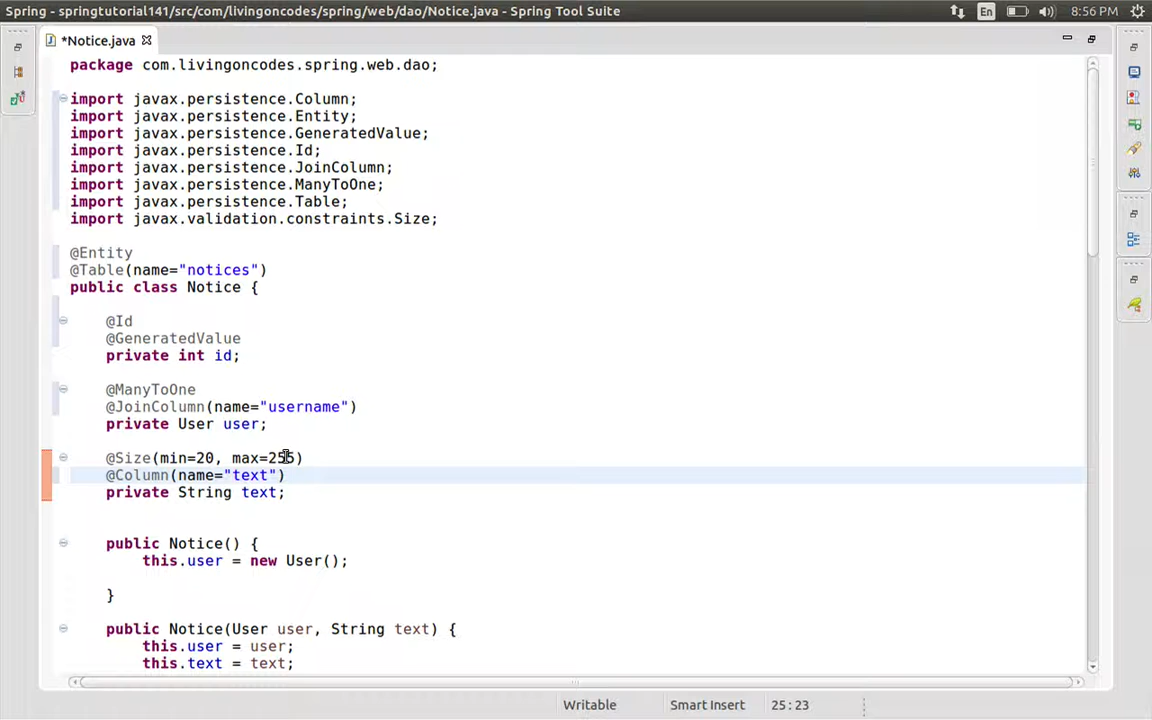 Spring - springtutorial141/src/com/livingoncodes/spring/web/dao/Notice.java - Spring Tool Suite
En
8:56 PM
*Notice.java
package com.livingoncodes.spring.web.dao;
import javax.persistence.Column;
import javax.persistence.Entity;
import javax.persistence.GeneratedValue;
import javax.persistence.Id;
import javax.persistence.JoinColumn;
import javax.persistence.ManyToOne;
import javax.persistence.Table;
import javax.validation.constraints.Size;
@Entity
@Table(name="notices")
public class Notice {
@Id
@GeneratedValue
private int id;
@ManyToOne
@JoinColumn(name="username")
private User user;
@Size(min=20, max=255)
@Column(name="text")
private String text;
public Notice() {
this.user = new User();
}
public Notice(User user, String text) {
this.user = user;
this.text = text;
Writable
Smart Insert
25 : 23